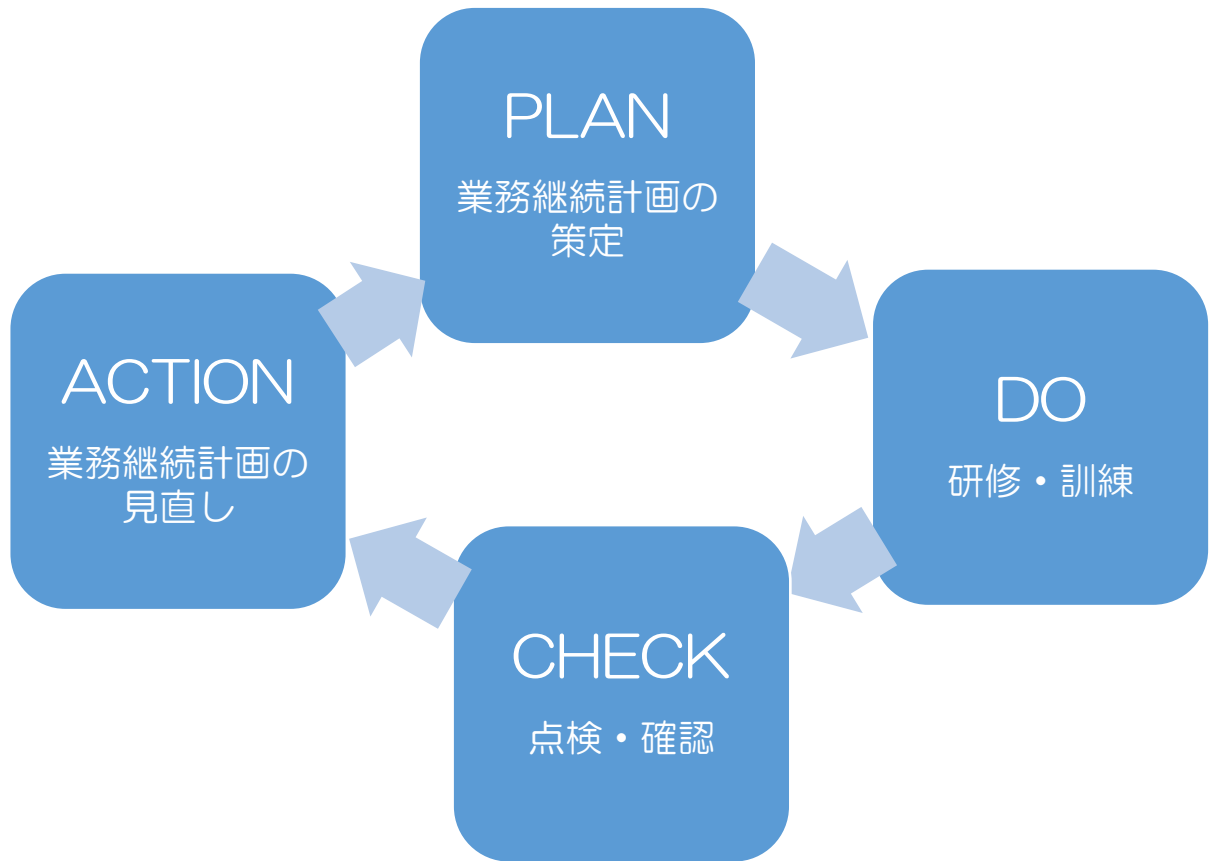 PLAN
業務継続計画の
策定
DO
研修・訓練
CHECK
点検・確認
ACTION
業務継続計画の
見直し